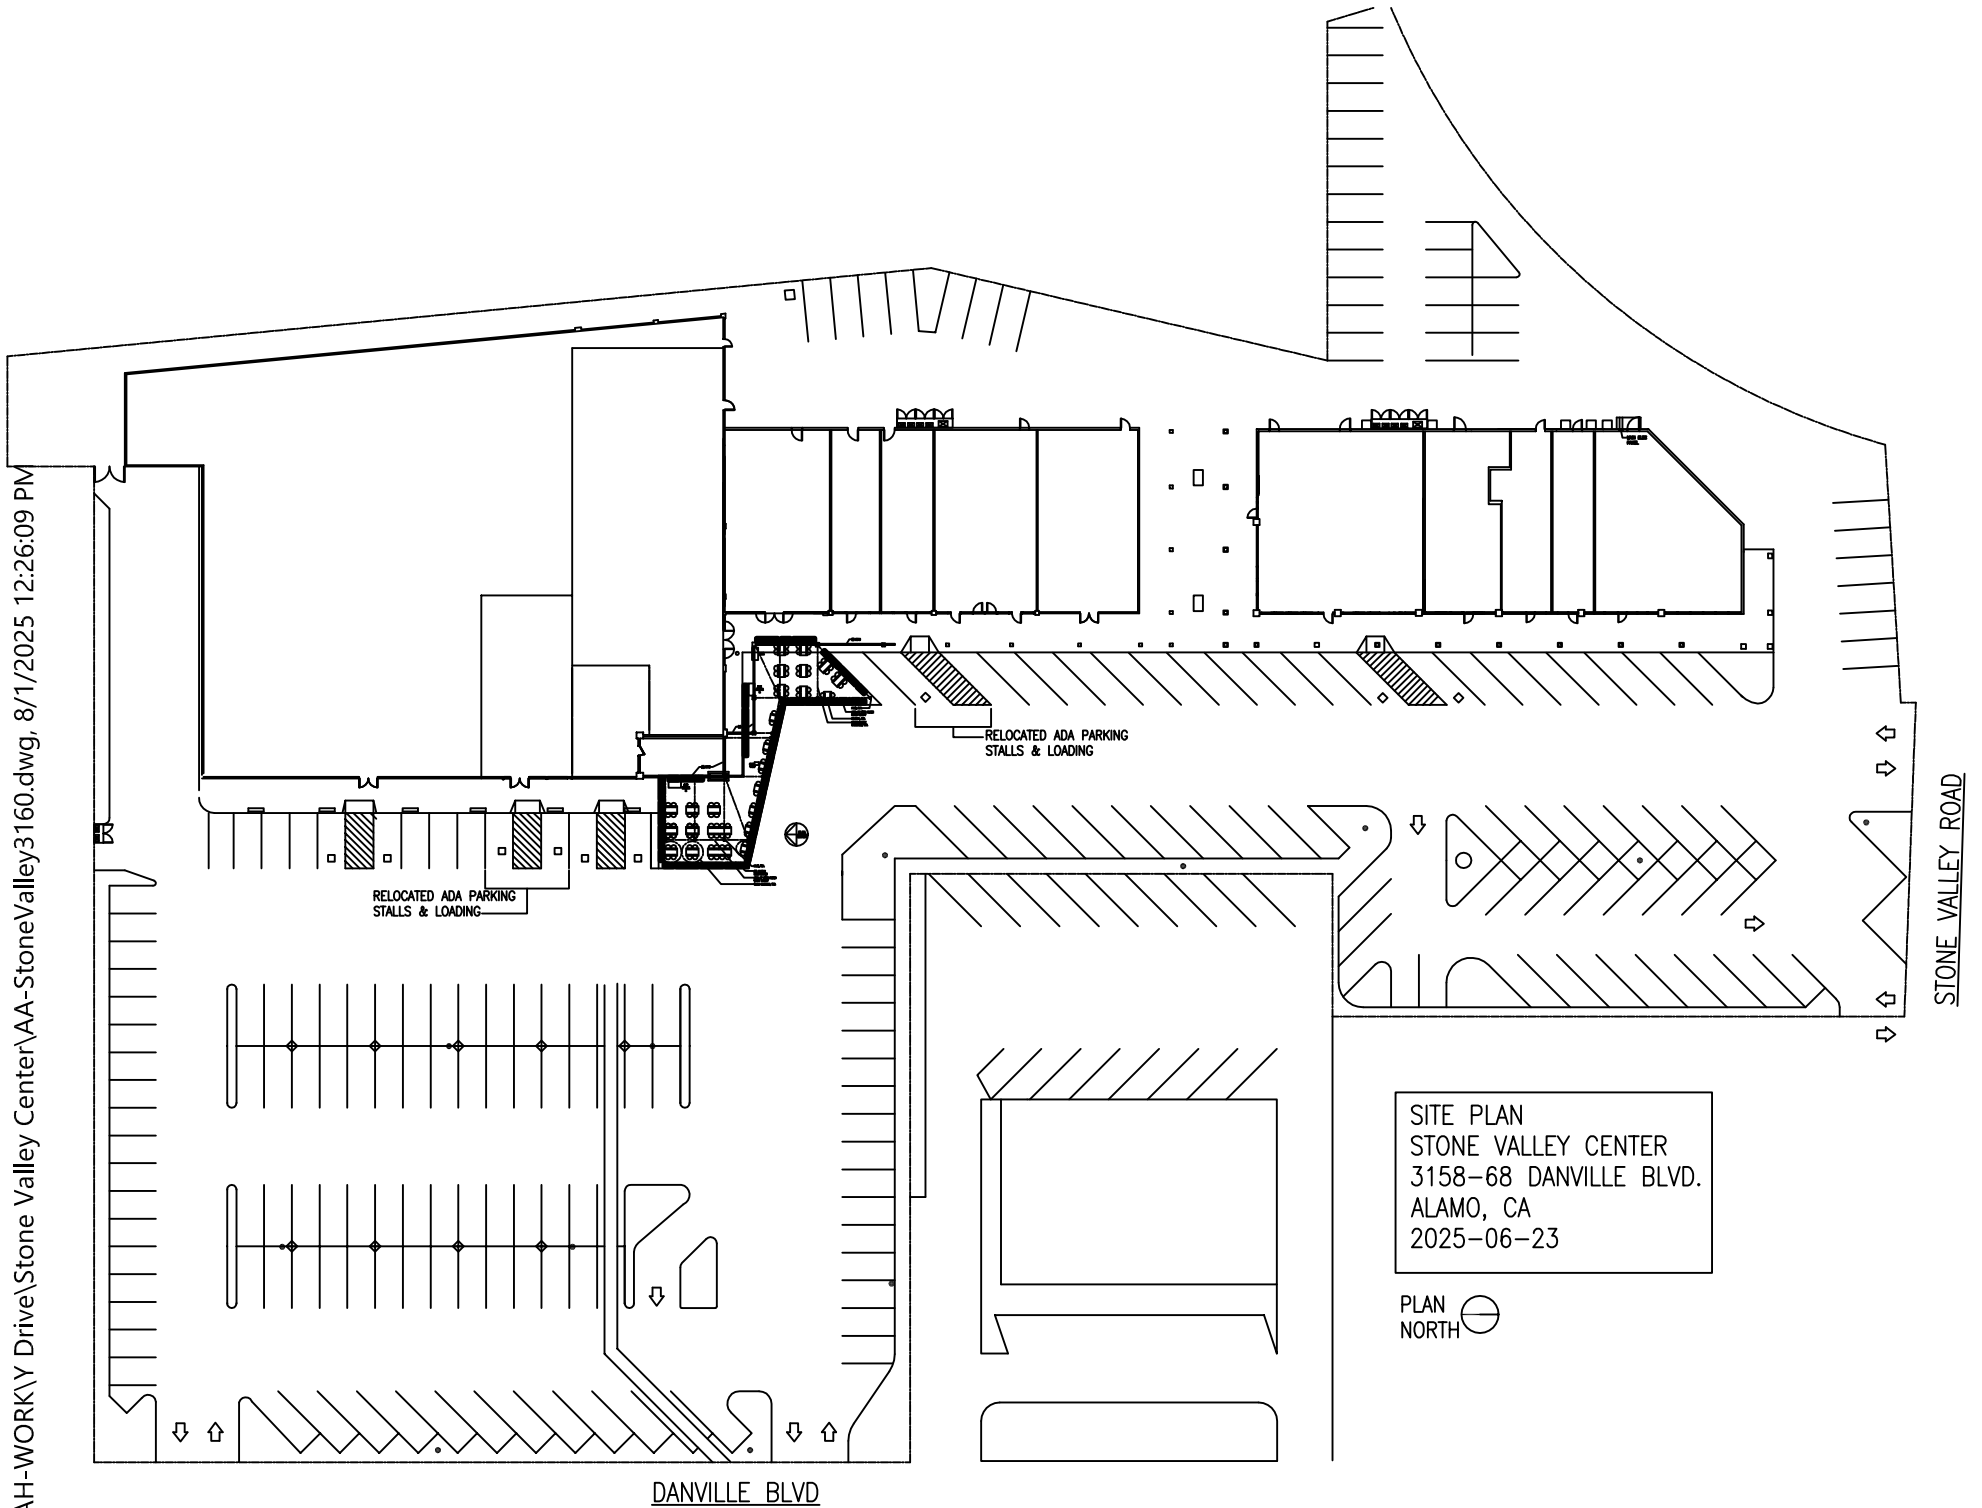 AH-WORK\Y Drive\Stone Valley Center\AA-StoneValley3160.dwg, 8/1/2025 12:26:09 PM
RELOCATED ADA PARKING
STALLS & LOADING
RELOCATED ADA PARKING
STALLS & LOADING
STONE VALLEY ROAD
SITE PLAN
STONE VALLEY CENTER
3158-68 DANVILLE BLVD.
ALAMO, CA
2025-06-23
PLAN
NORTH
DANVILLE BLVD